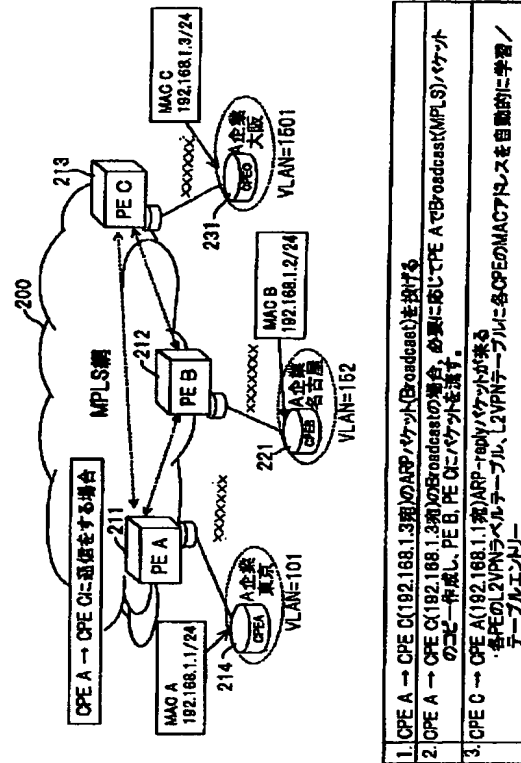 CPE A → CPE Cに通信をする場合
200
MPLS網
211
PE A
212
PE B
213
PE C
XXXXXXX
XXXXXXX
XXXXXXX
MAC A
192.168.1.1/24
214
CPEA
A企業
東京
VLAN=101
221
CPEB
A企業
名古屋
VLAN=152
MAC B
192.168.1.2/24
231
A企業
大阪
VLAN=1501
MAC C
192.168.1.3/24
1. CPE A → CPE C(192.168.1.3宛)のARPパケット(Broadcast)を投げる
2. CPE A → CPE C(192.168.1.3宛)のBroadcastの場合、必要に応じてPE AでBroadcast(MPLS)パケット
のコピー作成し、PE B, PE Cにパケットを流す。
3. CPE C → CPE A(192.168.1.1宛)ARP-replyパケットが来る
・各PEのL2VPNラベルテーブル、L2VPNテーブルに各CPEのMACアドレスを自動的に学習/
テーブルエントリー